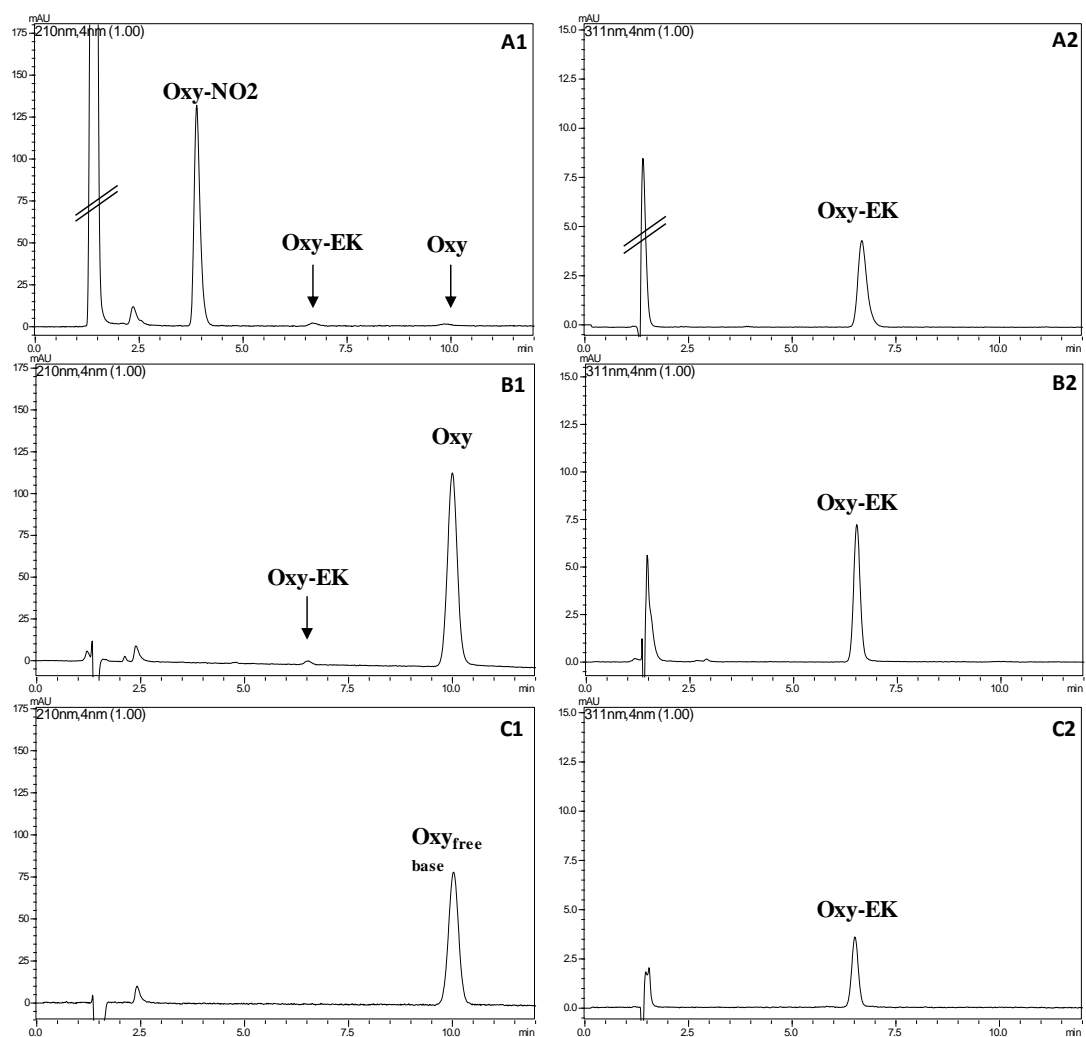 mAU
210nm,4nm (1.00)
A1
175
150
125
100
75
50
25
0
Oxy-NO2
Oxy-EK
Oxy
0.0 2.5 5.0 7.5 10.0 min
mAU
311nm,4nm (1.00)
A2
15.0
12.5
10.0
7.5
5.0
2.5
0.0
Oxy-EK
0.0 2.5 5.0 7.5 10.0 min
mAU
210nm,4nm (1.00)
B1
175
150
125
100
75
50
25
0
Oxy
Oxy-EK
0.0 2.5 5.0 7.5 10.0 min
mAU
311nm,4nm (1.00)
B2
15.0
12.5
10.0
7.5
5.0
2.5
0.0
Oxy-EK
0.0 2.5 5.0 7.5 10.0 min
210nm,4nm (1.00)
C1
175
150
125
100
75
50
25
0
Oxyfree
base
0.0 2.5 5.0 7.5 10.0 min
311nm,4nm (1.00)
C2
15.0
12.5
10.0
7.5
5.0
2.5
0.0
Oxy-EK
0.0 2.5 5.0 7.5 10.0 min